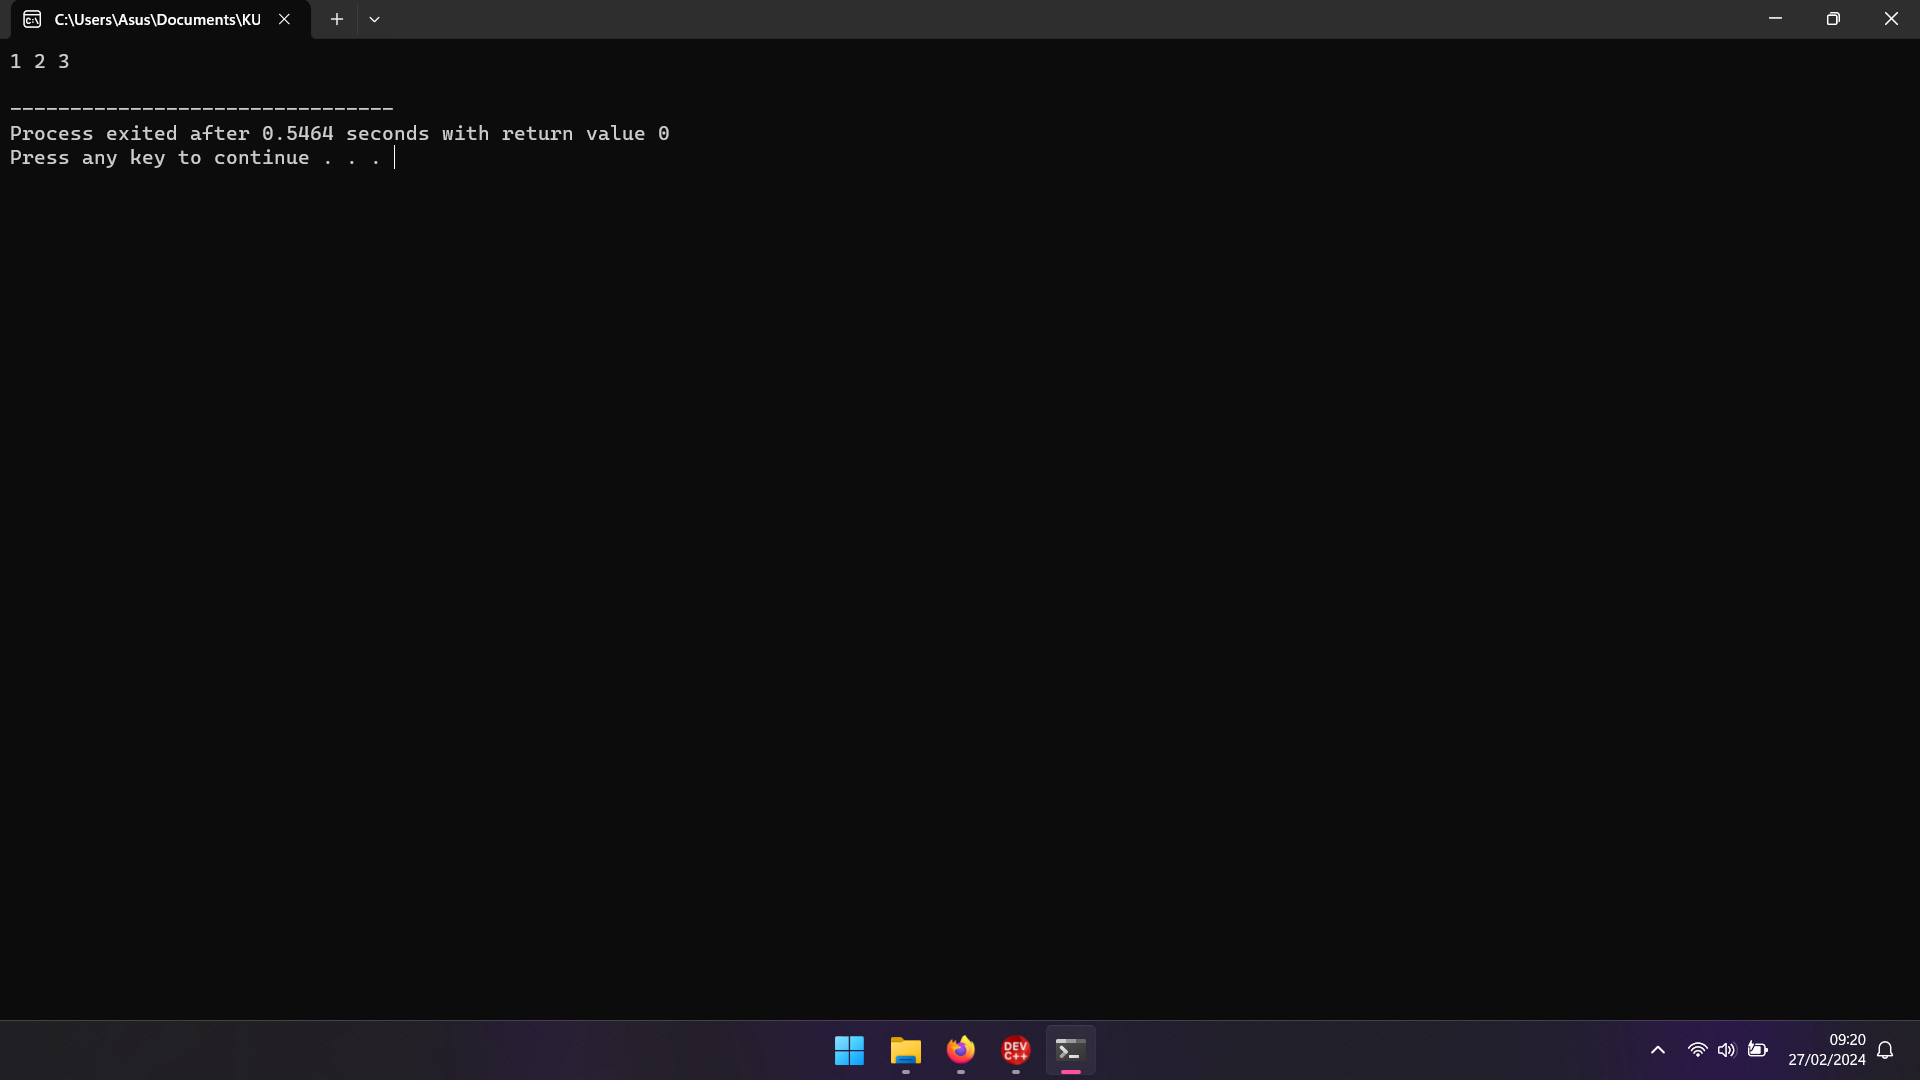 C:\Users\Asus\Documents\KU
1 2 3
--------------------------------
Process exited after 0.5464 seconds with return value 0
Press any key to continue . . .
DEV
C++
09:20
27/02/2024